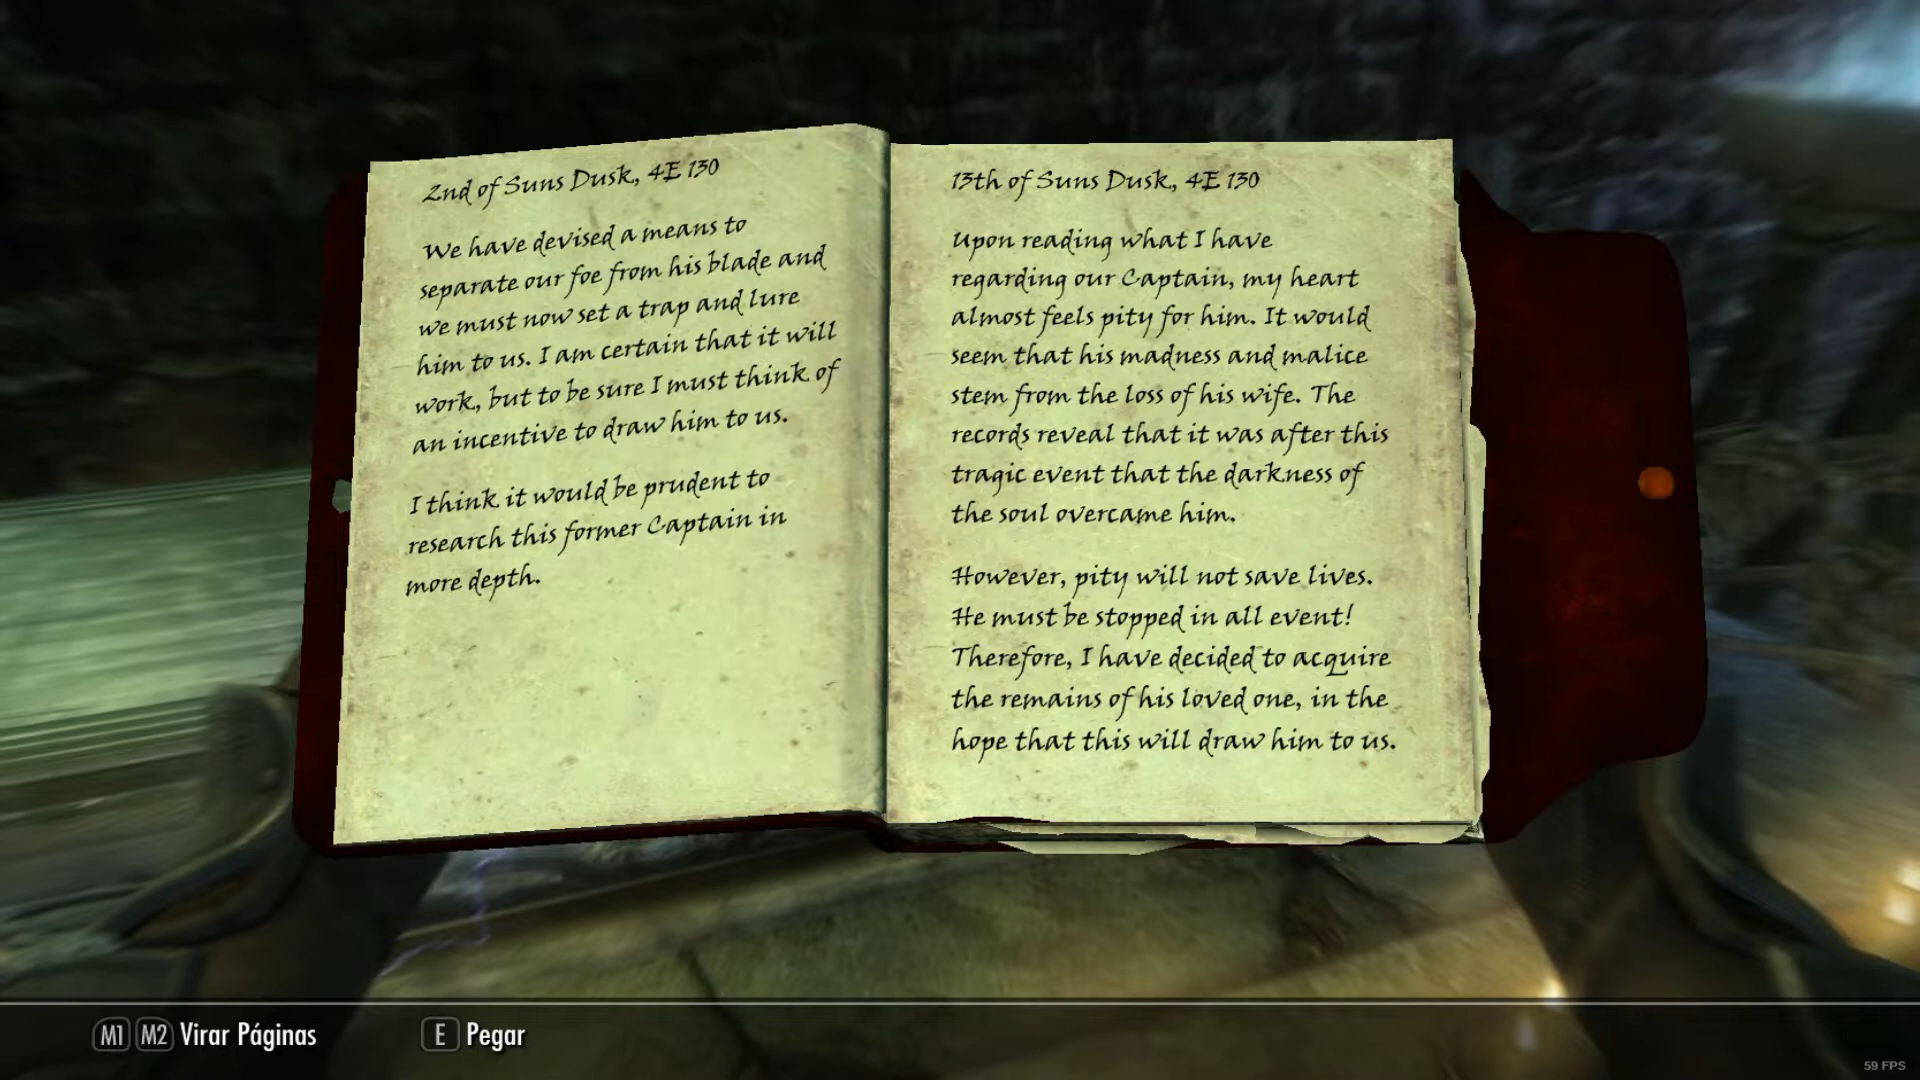 2nd of Suns Dusk, 4E 130
We have devised a means to
separate our foe from his blade and
we must now set a trap and lure
him to us. I am certain that it will
work, but to be sure I must think of
an incentive to draw him to us.
I think it would be prudent to
research this former Captain in
more depth.
13th of Suns Dusk, 4E 130
Upon reading what I have
regarding our Captain, my heart
almost feels pity for him. It would
seem that his madness and malice
stem from the loss of his wife. The
records reveal that it was after this
tragic event that the darkness of
the soul overcame him.
However, pity will not save lives.
He must be stopped in all event!
Therefore, I have decided to acquire
the remains of his loved one, in the
hope that this will draw him to us.
M1 M2 Virar Páginas
E Pegar
59 FPS